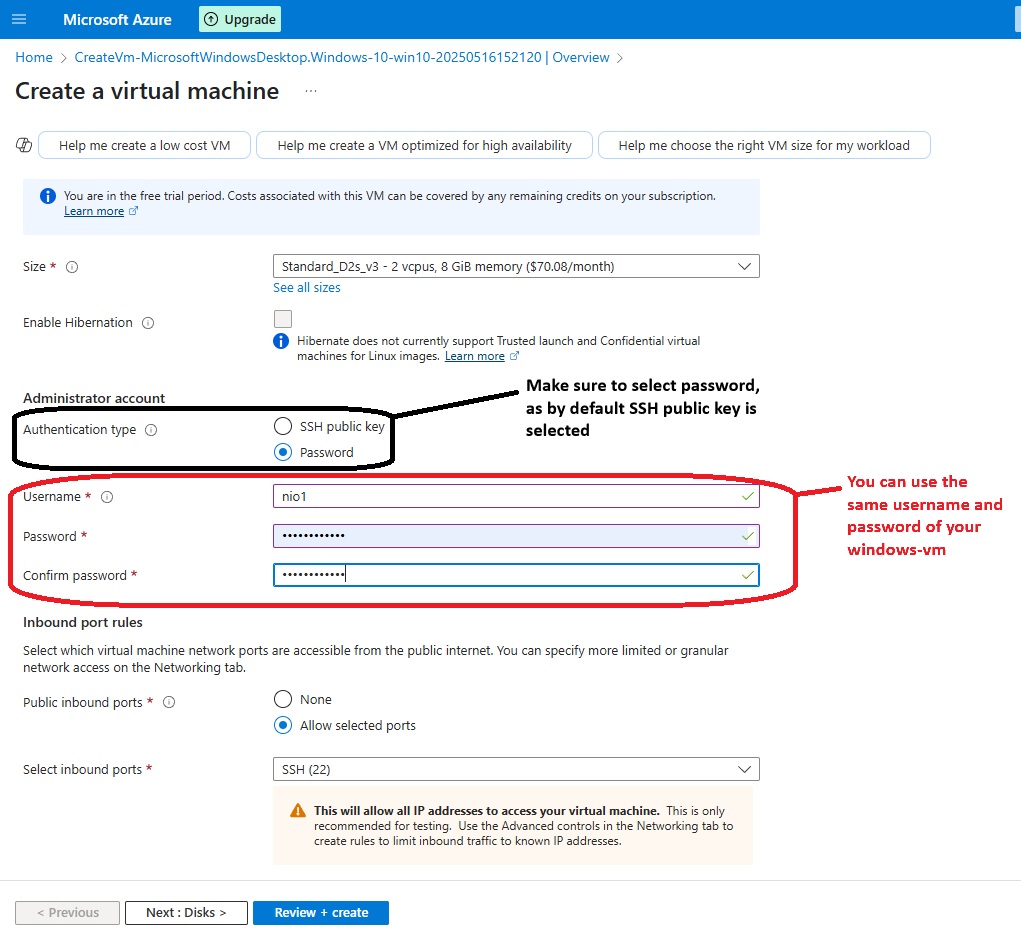 Microsoft Azure
Upgrade
Home > CreateVm-MicrosoftWindowsDesktop.Windows-10-win10-20250516152120 | Overview >
Create a virtual machine ...
Help me create a low cost VM
Help me create a VM optimized for high availability
Help me choose the right VM size for my workload
You are in the free trial period. Costs associated with this VM can be covered by any remaining credits on your subscription.
Learn more
Size *
Standard_D2s_v3 - 2 vcpus, 8 GiB memory ($70.08/month)
See all sizes
Enable Hibernation
Hibernate does not currently support Trusted launch and Confidential virtual
machines for Linux images. Learn more
Administrator account
Make sure to select password,
as by default SSH public key is
selected
Authentication type
SSH public key
Password
Username *
nio1
Password *
••••••••••••
Confirm password *
••••••••••••
You can use the
same username and
password of your
windows-vm
Inbound port rules
Select which virtual machine network ports are accessible from the public internet. You can specify more limited or granular
network access on the Networking tab.
Public inbound ports *
None
Allow selected ports
Select inbound ports *
SSH (22)
This will allow all IP addresses to access your virtual machine. This is only
recommended for testing. Use the Advanced controls in the Networking tab to
create rules to limit inbound traffic to known IP addresses.
< Previous
Next : Disks >
Review + create